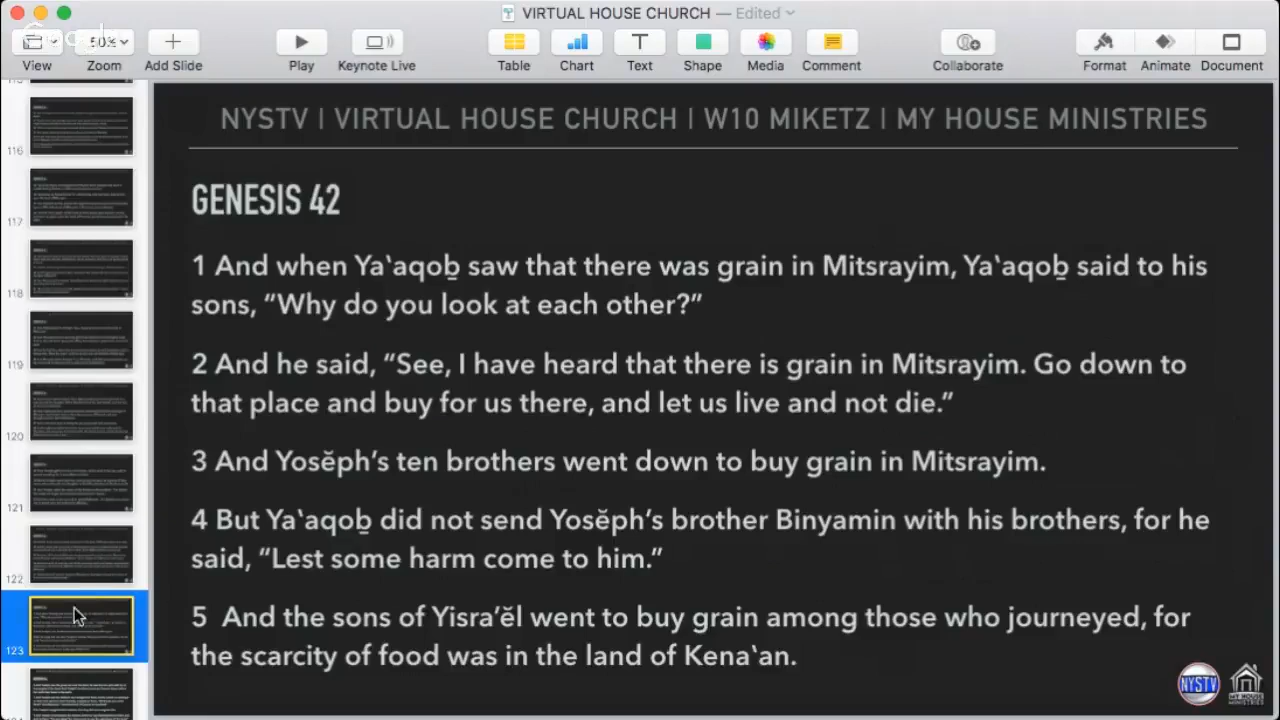 VIRTUAL HOUSE CHURCH — Edited
View Zoom Add Slide Play Keynote Live Table Chart Text Shape Media Comment Collaborate Format Animate Document
NYSTV | VIRTUAL HOUSE CHURCH | MIKETZ | HOUSE MINISTRIES
GENESIS 42
1 And when Ya‛aqoḇ saw that there was grain in Mitsrayim, Ya‛aqoḇ said to his
sons, “Why do you look at each other?”
2 And he said, “See, I have heard that there is grain in Mitsrayim. Go down to
that place and buy for us there, and let us live and not die.”
3 And Yosĕph’s ten brothers went down to buy grain in Mitsrayim.
4 But Ya‛aqoḇ did not send Yosĕph’s brother Binyamin with his brothers, for he
said, “Lest some harm come to him.”
5 And the sons of Yisra’ĕl went to buy grain among those who journeyed, for
the scarcity of food was in the land of Kena‛an.
116
117
118
119
120
121
122
123
NYSTV
MY HOUSE
MINISTRIES